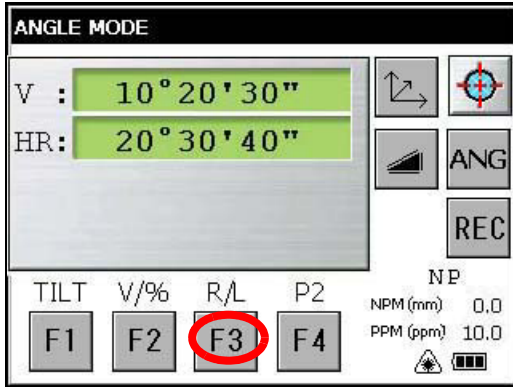 ANGLE MODE
V : 10°20'30"
HR: 20°30'40"
ANG
REC
TILT V/% R/L P2
F1 F2 F3 F4
NP
NPM (mm) 0.0
PPM (ppm) 10.0